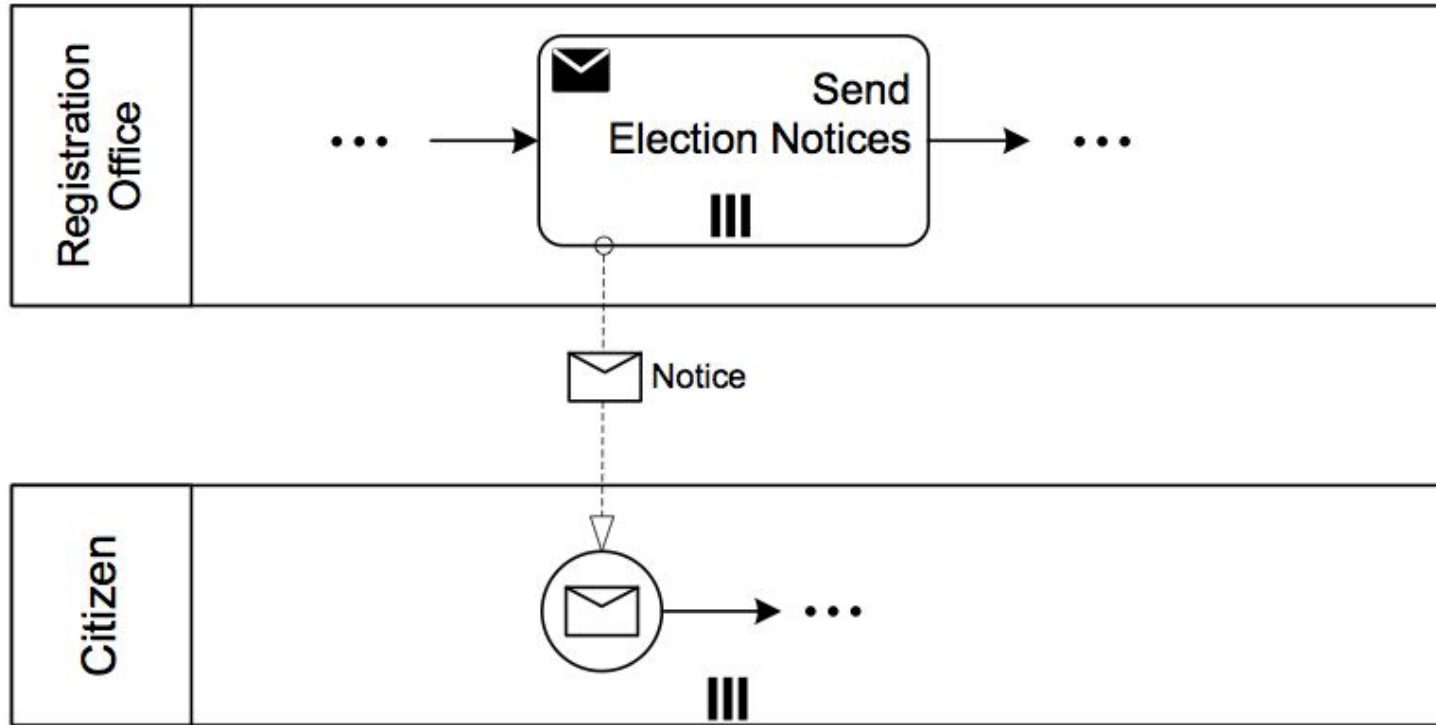 Registration
Office
...
Send
Election Notices
...
Notice
Citizen
...